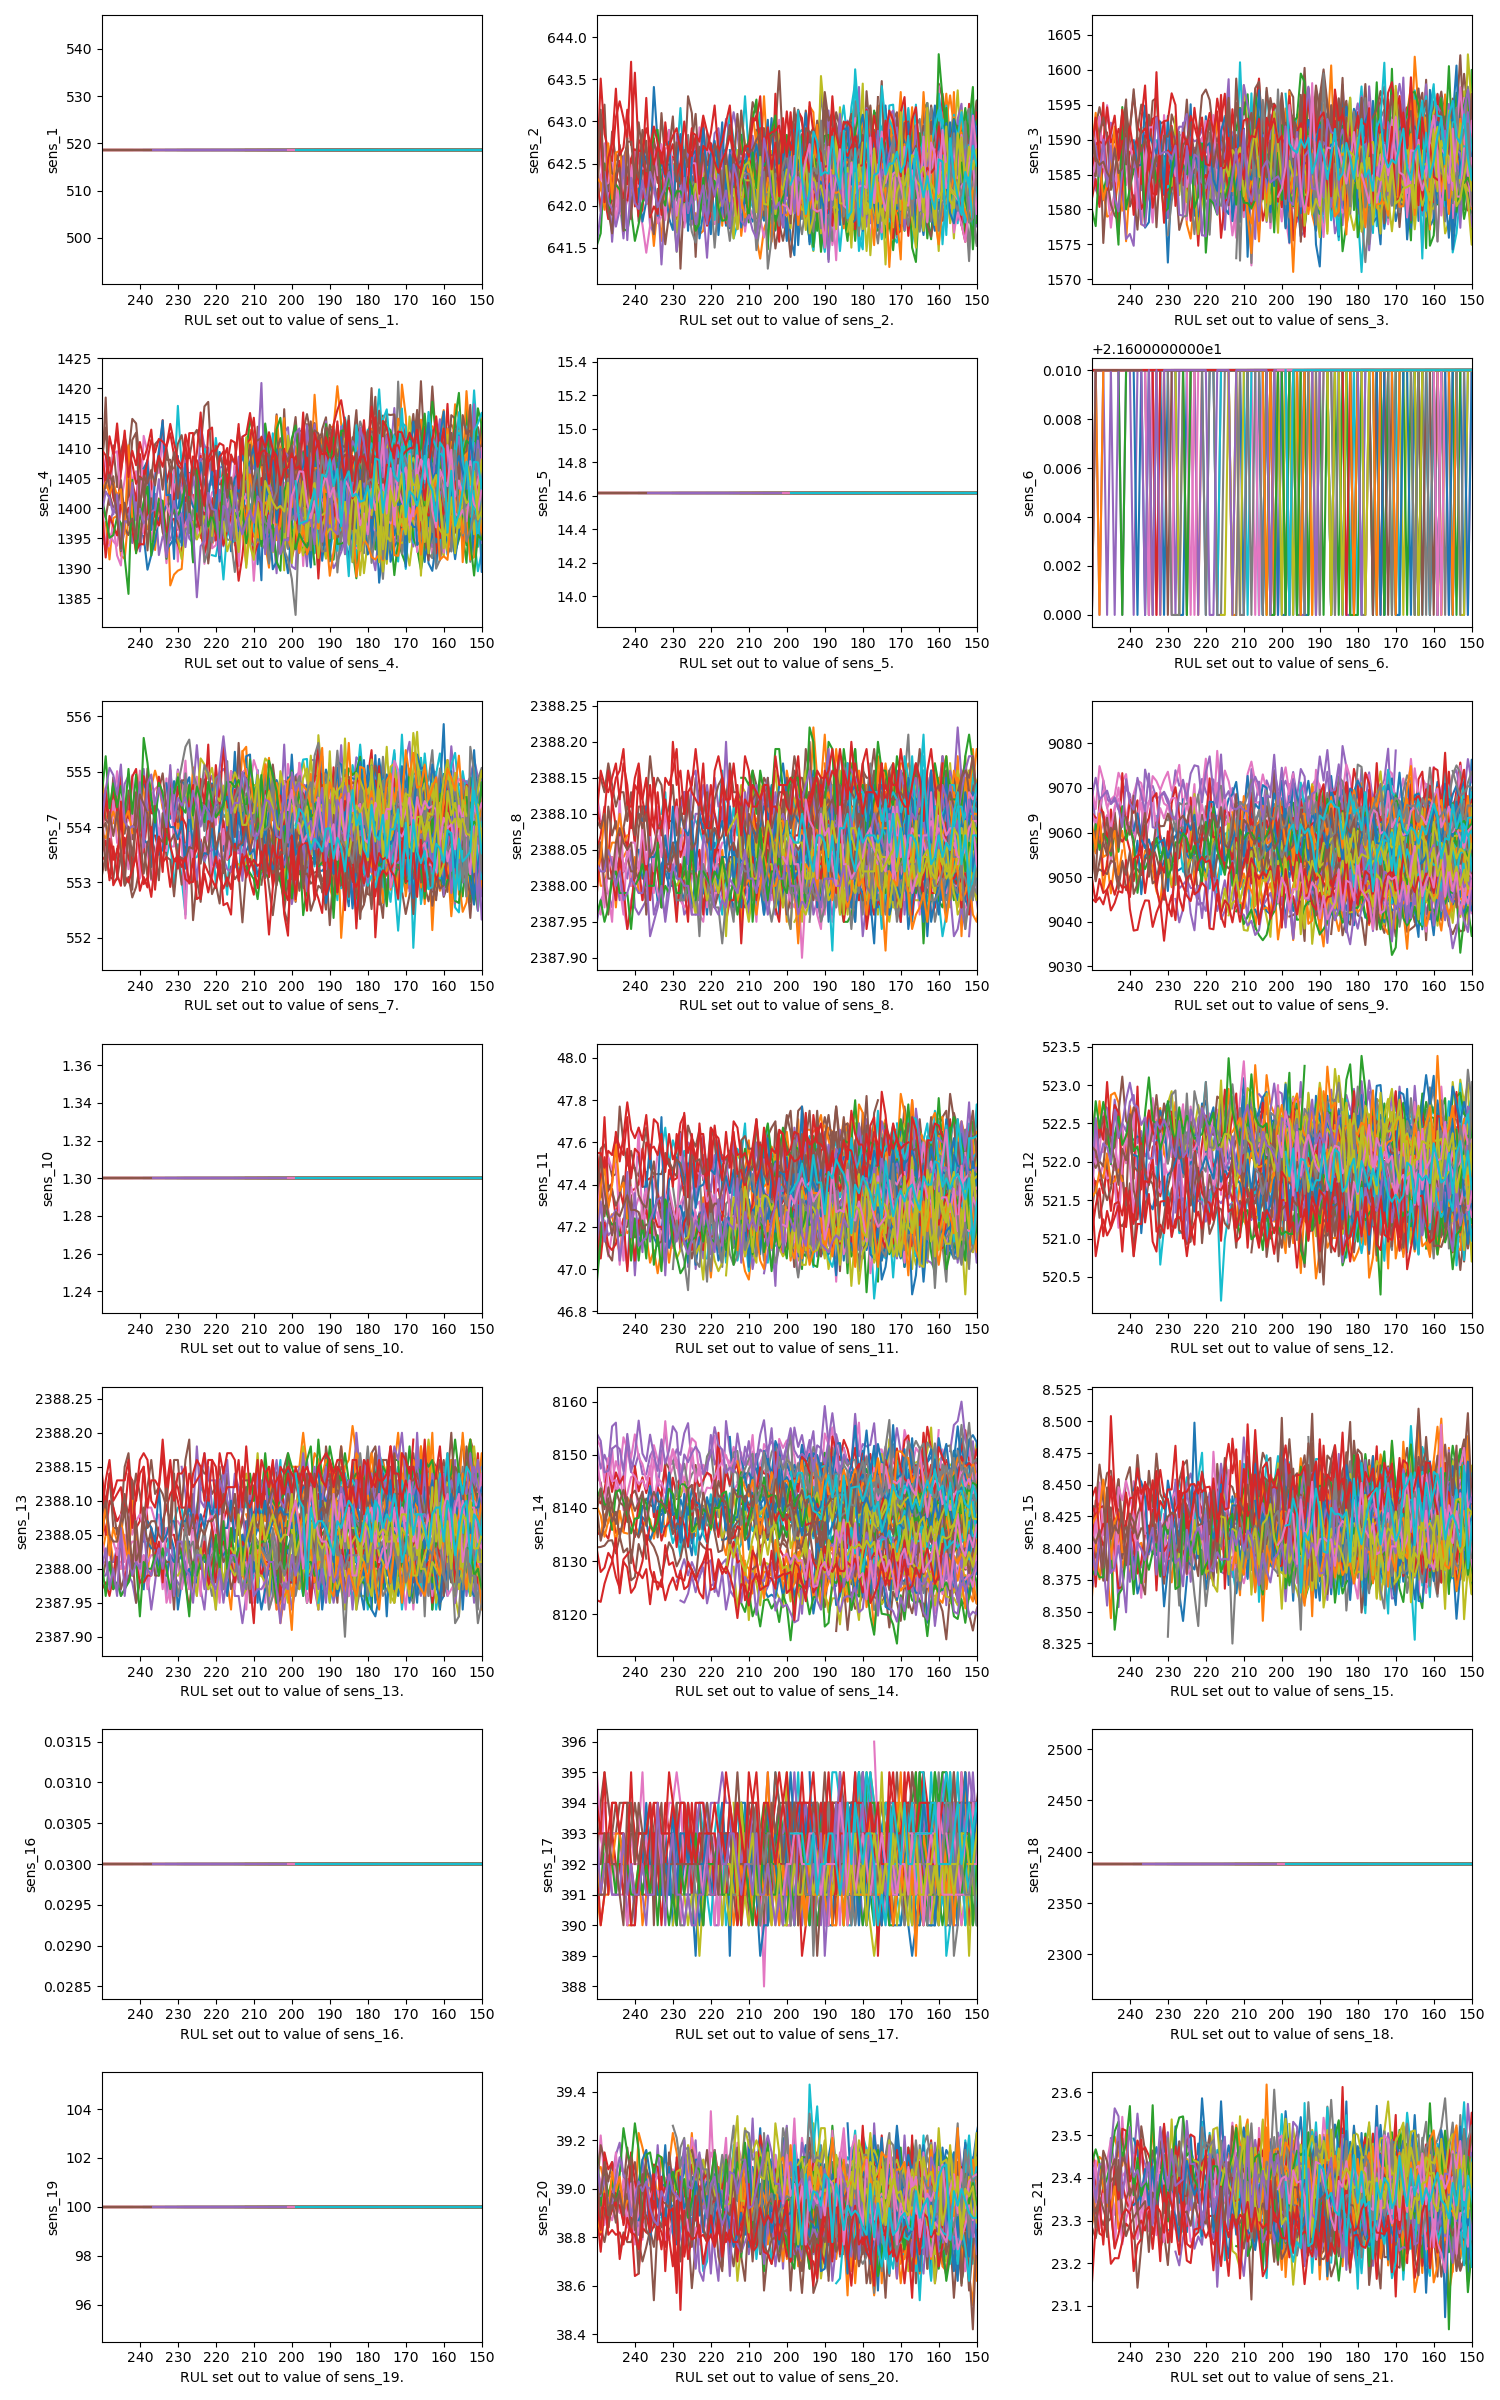 540
530
520
510
500
sens_1
240 230 220 210 200 190 180 170 160 150
RUL set out to value of sens_1.
644.0
643.5
643.0
642.5
642.0
641.5
sens_2
240 230 220 210 200 190 180 170 160 150
RUL set out to value of sens_2.
1605
1600
1595
1590
1585
1580
1575
1570
sens_3
240 230 220 210 200 190 180 170 160 150
RUL set out to value of sens_3.
1425
1420
1415
1410
1405
1400
1395
1390
1385
sens_4
240 230 220 210 200 190 180 170 160 150
RUL set out to value of sens_4.
15.4
15.2
15.0
14.8
14.6
14.4
14.2
14.0
sens_5
240 230 220 210 200 190 180 170 160 150
RUL set out to value of sens_5.
+2.1600000000e1
0.010
0.008
0.006
0.004
0.002
0.000
sens_6
240 230 220 210 200 190 180 170 160 150
RUL set out to value of sens_6.
556
555
554
553
552
sens_7
240 230 220 210 200 190 180 170 160 150
RUL set out to value of sens_7.
2388.25
2388.20
2388.15
2388.10
2388.05
2388.00
2387.95
2387.90
sens_8
240 230 220 210 200 190 180 170 160 150
RUL set out to value of sens_8.
9080
9070
9060
9050
9040
9030
sens_9
240 230 220 210 200 190 180 170 160 150
RUL set out to value of sens_9.
1.36
1.34
1.32
1.30
1.28
1.26
1.24
sens_10
240 230 220 210 200 190 180 170 160 150
RUL set out to value of sens_10.
48.0
47.8
47.6
47.4
47.2
47.0
46.8
sens_11
240 230 220 210 200 190 180 170 160 150
RUL set out to value of sens_11.
523.5
523.0
522.5
522.0
521.5
521.0
520.5
sens_12
240 230 220 210 200 190 180 170 160 150
RUL set out to value of sens_12.
2388.25
2388.20
2388.15
2388.10
2388.05
2388.00
2387.95
2387.90
sens_13
240 230 220 210 200 190 180 170 160 150
RUL set out to value of sens_13.
8160
8150
8140
8130
8120
sens_14
240 230 220 210 200 190 180 170 160 150
RUL set out to value of sens_14.
8.525
8.500
8.475
8.450
8.425
8.400
8.375
8.350
8.325
sens_15
240 230 220 210 200 190 180 170 160 150
RUL set out to value of sens_15.
0.0315
0.0310
0.0305
0.0300
0.0295
0.0290
0.0285
sens_16
240 230 220 210 200 190 180 170 160 150
RUL set out to value of sens_16.
396
395
394
393
392
391
390
389
388
sens_17
240 230 220 210 200 190 180 170 160 150
RUL set out to value of sens_17.
2500
2450
2400
2350
2300
sens_18
240 230 220 210 200 190 180 170 160 150
RUL set out to value of sens_18.
104
102
100
98
96
sens_19
240 230 220 210 200 190 180 170 160 150
RUL set out to value of sens_19.
39.4
39.2
39.0
38.8
38.6
38.4
sens_20
240 230 220 210 200 190 180 170 160 150
RUL set out to value of sens_20.
23.6
23.5
23.4
23.3
23.2
23.1
sens_21
240 230 220 210 200 190 180 170 160 150
RUL set out to value of sens_21.